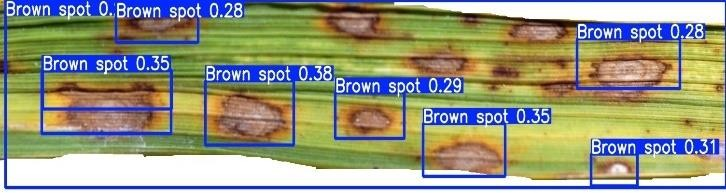 Brown spot 0.
Brown spot 0.28
Brown spot 0.28
Brown spot 0.35
Brown spot 0.38
Brown spot 0.29
Brown spot 0.35
Brown spot 0.31